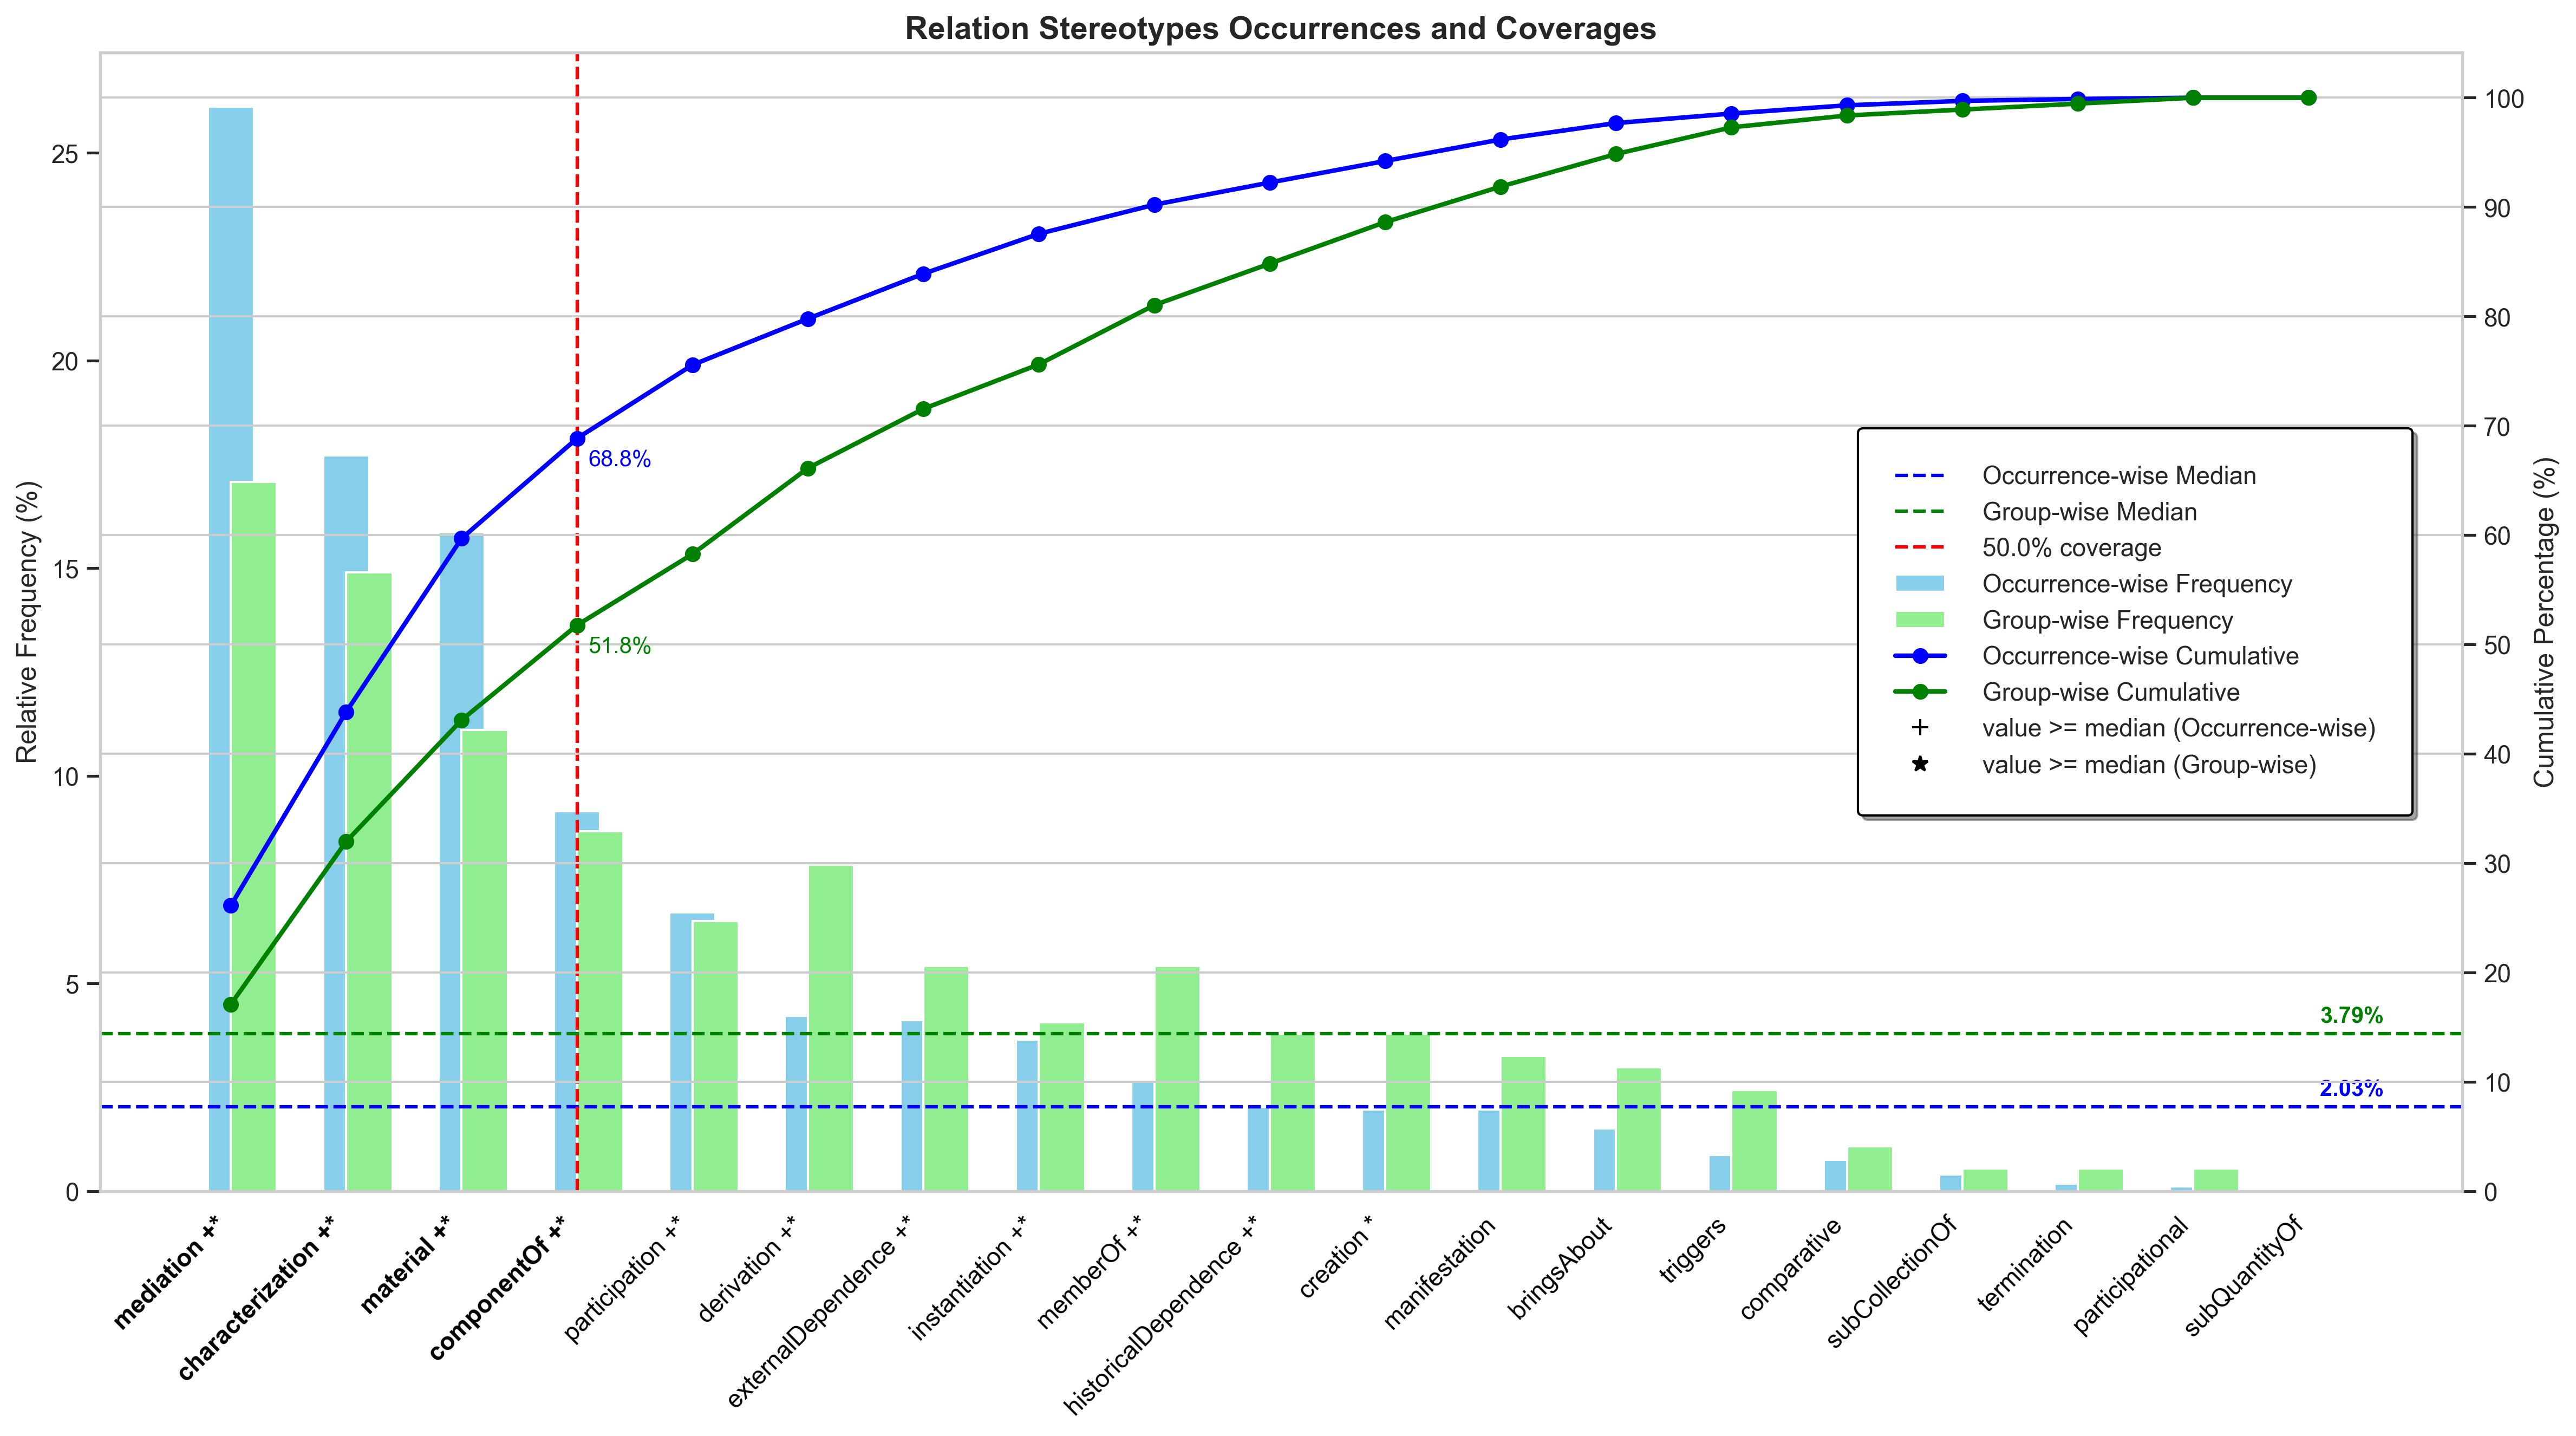 Relation Stereotypes Occurrences and Coverages
Relative Frequency (%)
25
20
15
10
5
0
100
90
80
70
60
50
40
30
20
10
0
Cumulative Percentage (%)
68.8%
51.8%
3.79%
2.03%
Occurrence-wise Median
Group-wise Median
50.0% coverage
Occurrence-wise Frequency
Group-wise Frequency
Occurrence-wise Cumulative
Group-wise Cumulative
value >= median (Occurrence-wise)
value >= median (Group-wise)
mediation +*
characterization +*
material +*
componentOf +*
participation +*
derivation +*
externalDependence +*
instantiation +*
memberOf +*
historicalDependence +*
creation *
manifestation
bringsAbout
triggers
comparative
subCollectionOf
termination
participational
subQuantityOf